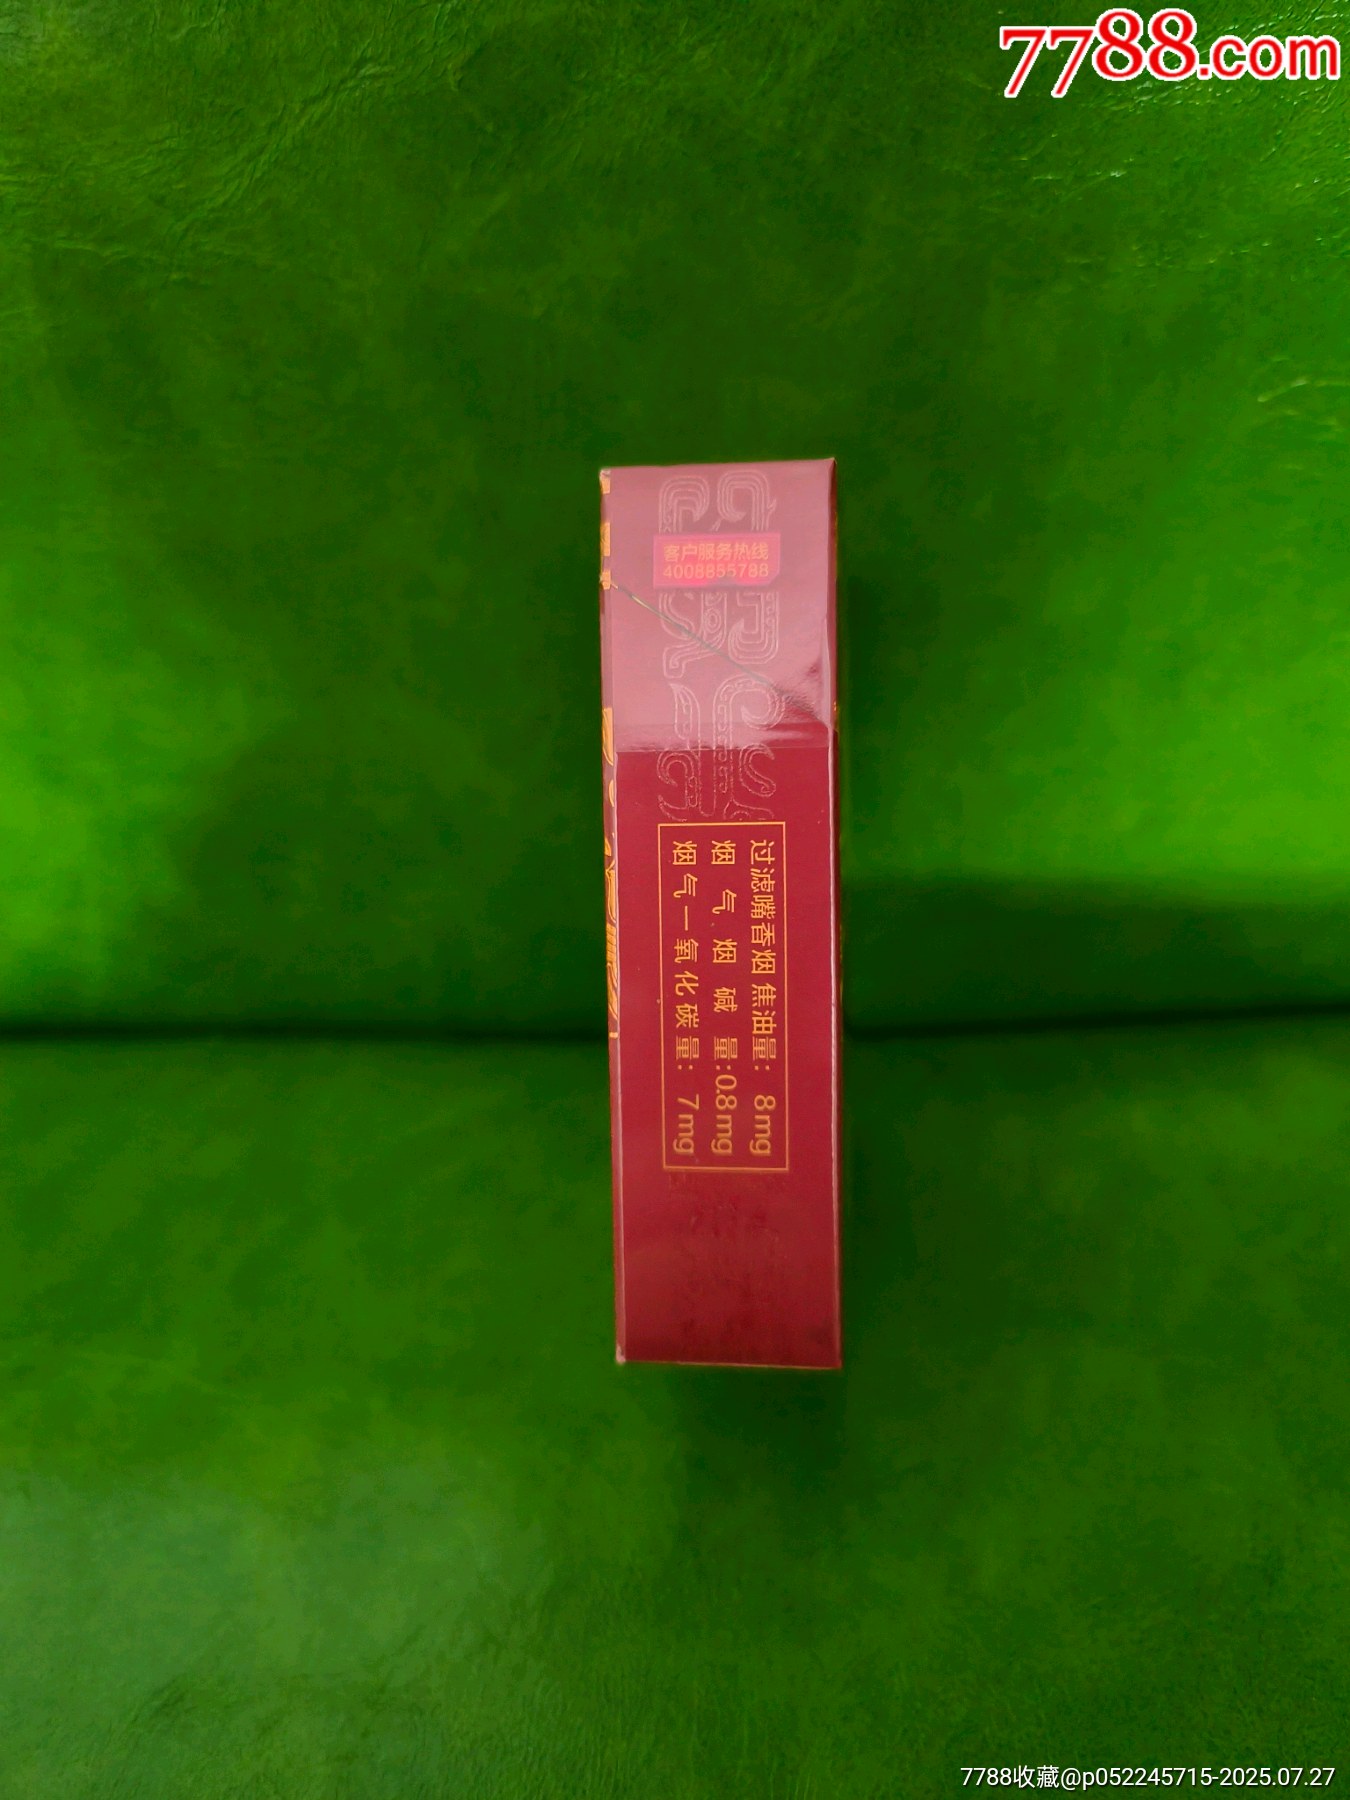 7788.com
客户服务热线
4008855788
过滤嘴香烟 焦油量: 8mg
烟气烟碱量:0.8mg
烟气一氧化碳量: 7mg
7788收藏@p052245715-2025.07.27